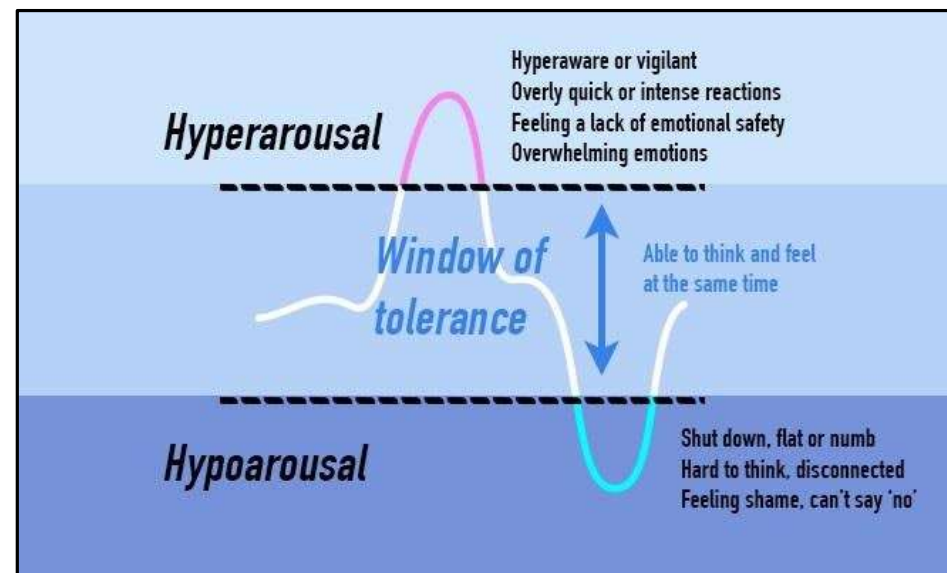 Hyperarousal
Hyperaware or vigilant
Overly quick or intense reactions
Feeling a lack of emotional safety
Overwhelming emotions
Window of
tolerance
Able to think and feel
at the same time
Hypoarousal
Shut down, flat or numb
Hard to think, disconnected
Feeling shame, can’t say ‘no’